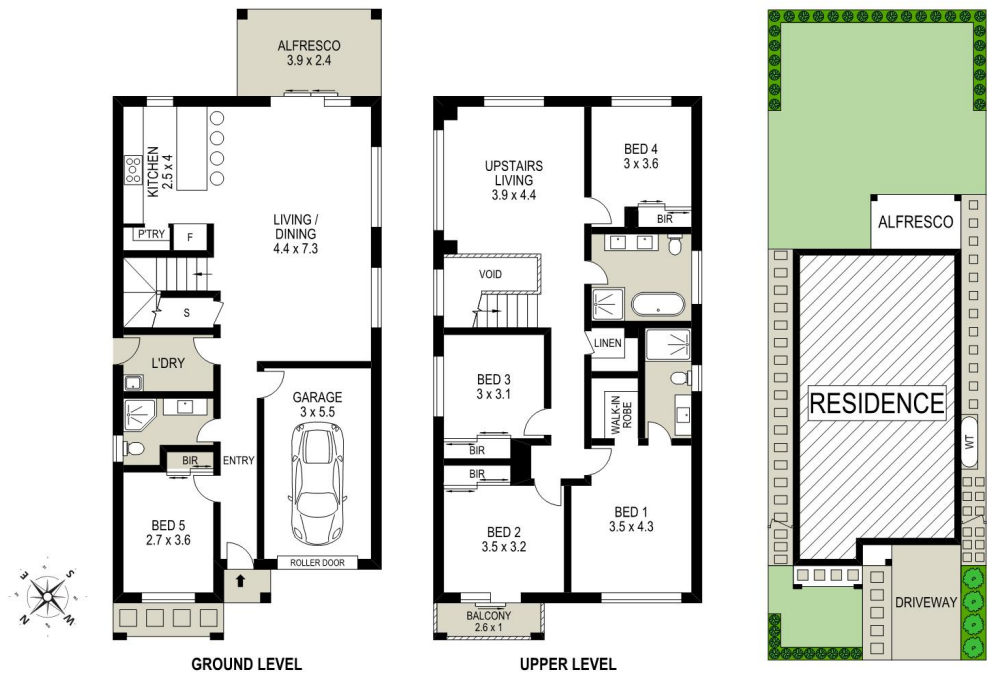 ALFRESCO
3.9 x 2.4
KITCHEN
2.5 x 4
P'TRY
F
LIVING /
DINING
4.4 x 7.3
S
L'DRY
BIR
ENTRY
GARAGE
3 x 5.5
BED 5
2.7 x 3.6
ROLLER DOOR
GROUND LEVEL
UPSTAIRS
LIVING
3.9 x 4.4
BED 4
3 x 3.6
BIR
VOID
LINEN
BED 3
3 x 3.1
WALK-IN
ROBE
BIR
BIR
BED 2
3.5 x 3.2
BED 1
3.5 x 4.3
BALCONY
2.6 x 1
UPPER LEVEL
ALFRESCO
RESIDENCE
WT
DRIVEWAY
S
E
W
N